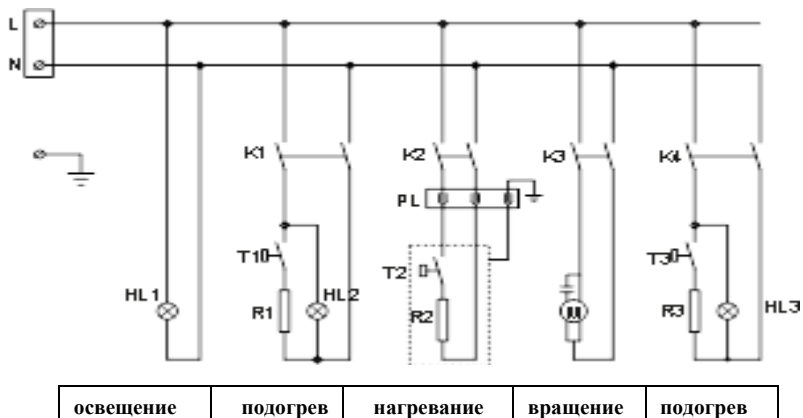 L
N
K1 K2 K3 K4
PL
T1 T2 T3
HL1 R1 HL2 R2 M R3 HL3
освещение подогрев нагревание вращение подогрев